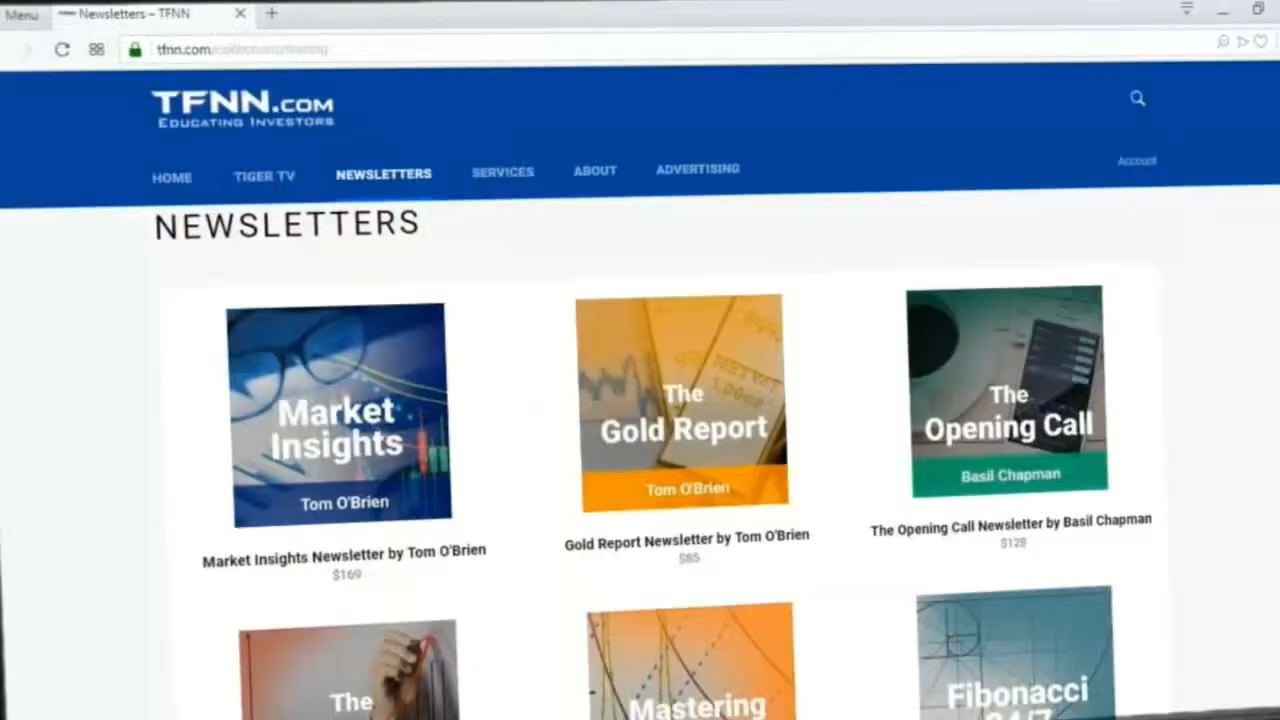 Menu
Newsletters – TFNN
tfnn.com
TFNN.COM
EDUCATING INVESTORS
HOME
TIGER TV
NEWSLETTERS
SERVICES
ABOUT
ADVERTISING
Account
NEWSLETTERS
Market
Insights
Tom O'Brien
The
Gold Report
Tom O'Brien
The
Opening Call
Basil Chapman
Market Insights Newsletter by Tom O'Brien
$169
Gold Report Newsletter by Tom O'Brien
$85
The Opening Call Newsletter by Basil Chapman
$128
The
Mastering
Fibonacci
24/7